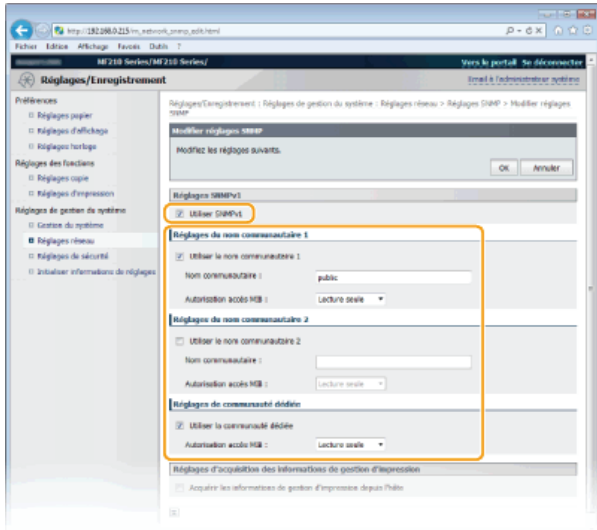 http://192.168.0.215/m_network_snmp_edit.html
Fichier Edition Affichage Favoris Outils ?
MF210 Series/MF210 Series/
Vers le portail Se déconnecter
Réglages/Enregistrement
Email à l'administrateur système
Préférences
Réglages papier
Réglages d'affichage
Réglages horloge
Réglages des fonctions
Réglages copie
Réglages d'impression
Réglages de gestion du système
Gestion du système
Réglages réseau
Réglages de sécurité
Initialiser informations de réglages
Réglages/Enregistrement : Réglages de gestion du système : Réglages réseau > Réglages SNMP > Modifier réglages
SNMP
Modifier réglages SNMP
Modifiez les réglages suivants.
OK Annuler
Réglages SNMPv1
Utiliser SNMPv1
Réglages du nom communautaire 1
Utiliser le nom communautaire 1
Nom communautaire : public
Autorisation accès MIB : Lecture seule
Réglages du nom communautaire 2
Utiliser le nom communautaire 2
Nom communautaire :
Autorisation accès MIB : Lecture seule
Réglages de communauté dédiée
Utiliser la communauté dédiée
Autorisation accès MIB : Lecture seule
Réglages d'acquisition des informations de gestion d'impression
Acquérir les informations de gestion d'impression depuis l'hôte